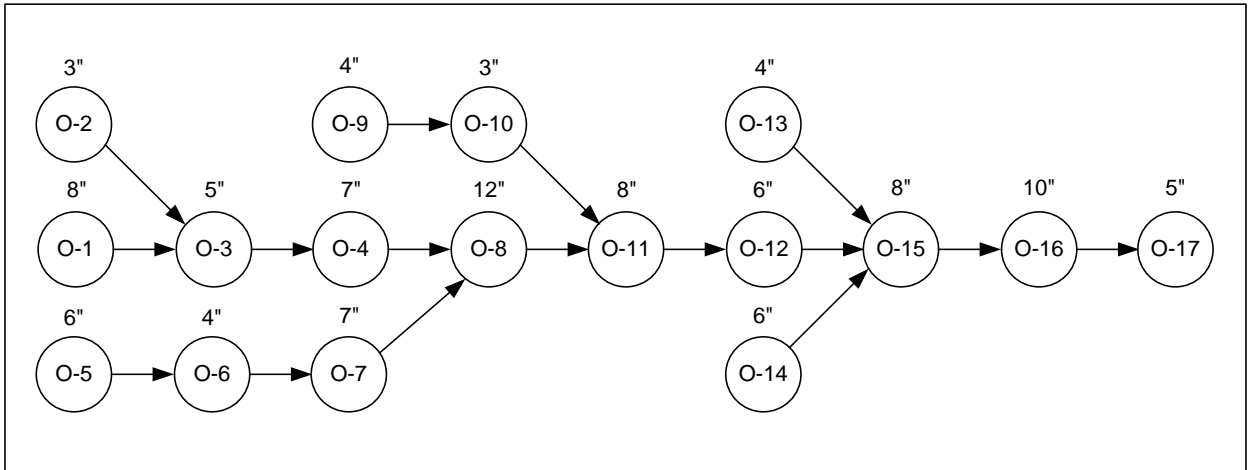 3" 4" 3" 4"
O-2 O-9 O-10 O-13
8" 5" 7" 12" 8" 6" 8" 10" 5"
O-1 O-3 O-4 O-8 O-11 O-12 O-15 O-16 O-17
6" 4" 7" 6"
O-5 O-6 O-7 O-14